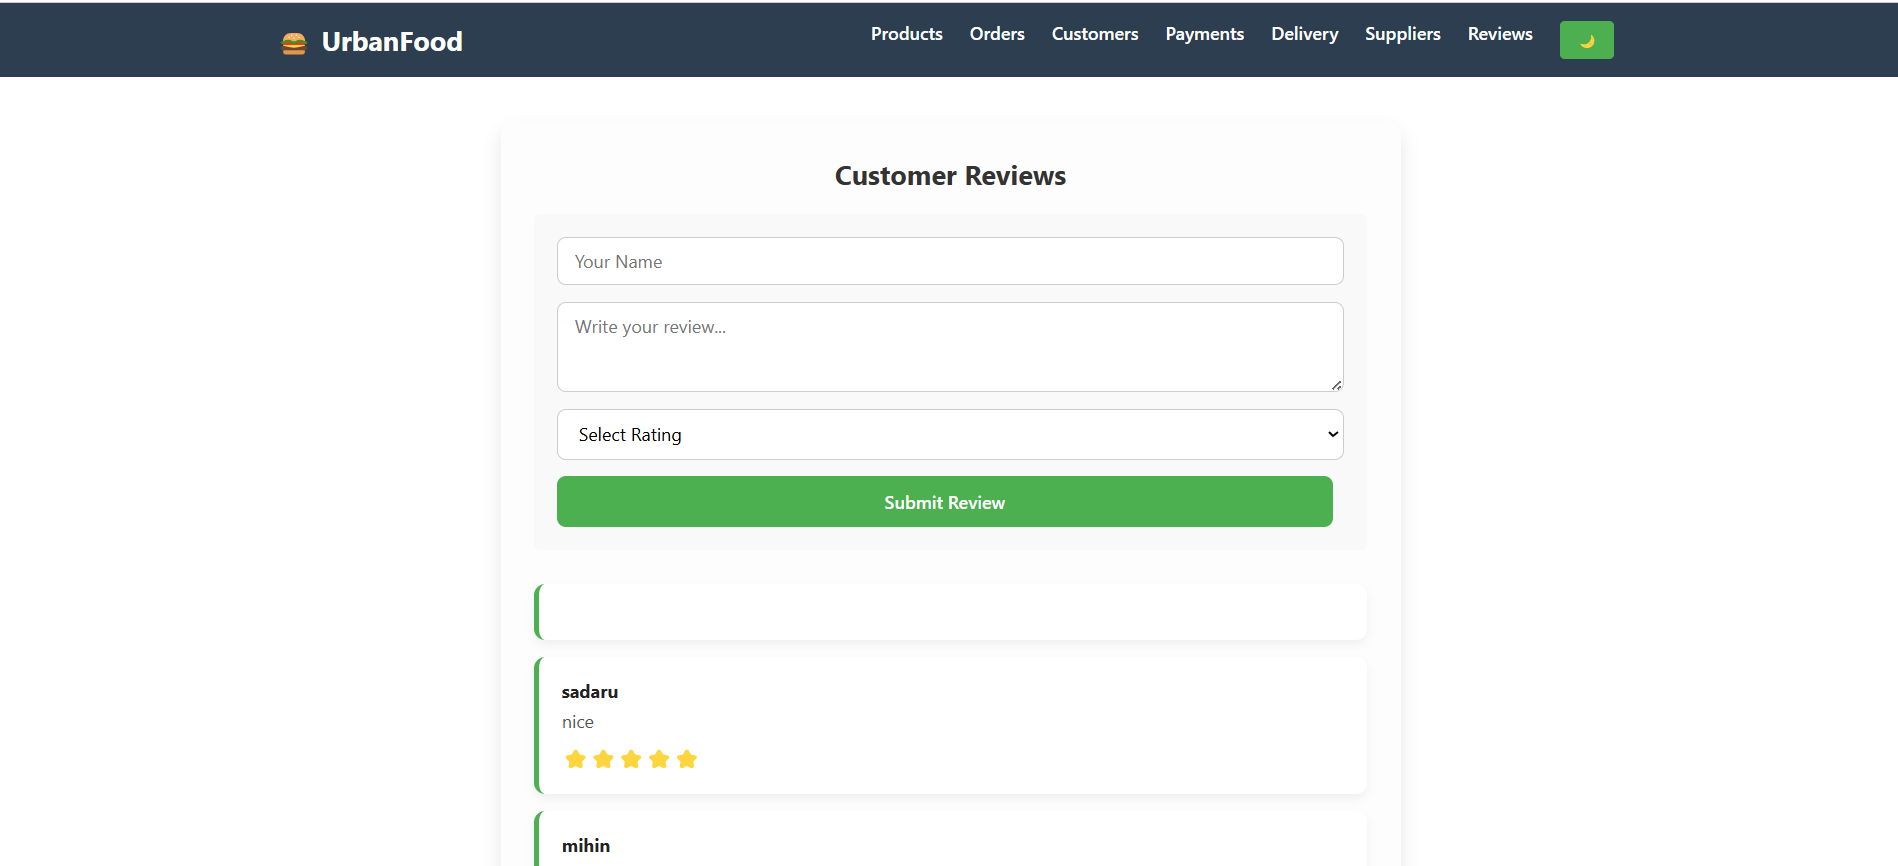 UrbanFood
Products Orders Customers Payments Delivery Suppliers Reviews
Customer Reviews
Your Name
Write your review...
Select Rating
Submit Review
sadaru
nice
mihin